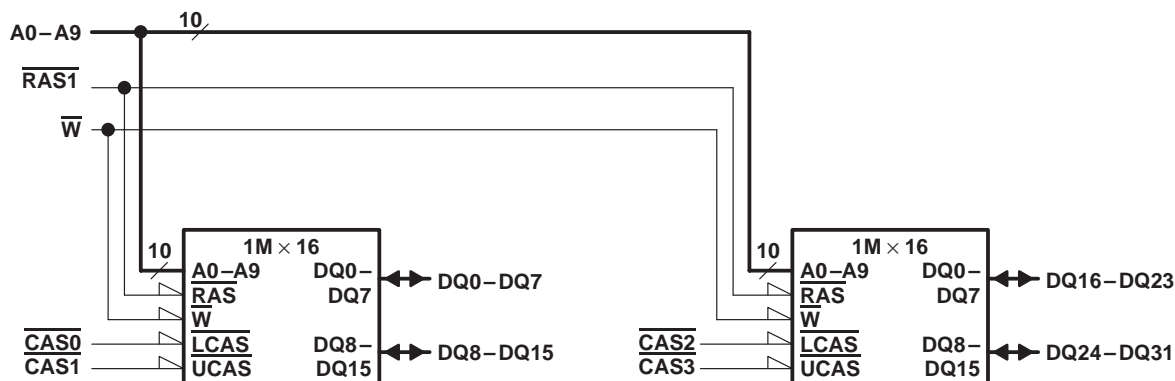 10
A0–A9
RAS1
W
1M × 16
10
A0–A9
RAS
W
LCAS
UCAS
DQ0–
DQ7
DQ8–
DQ15
DQ0–DQ7
DQ8–DQ15
CAS0
CAS1
1M × 16
10
A0–A9
RAS
W
LCAS
UCAS
DQ0–
DQ7
DQ8–
DQ15
DQ16–DQ23
DQ24–DQ31
CAS2
CAS3